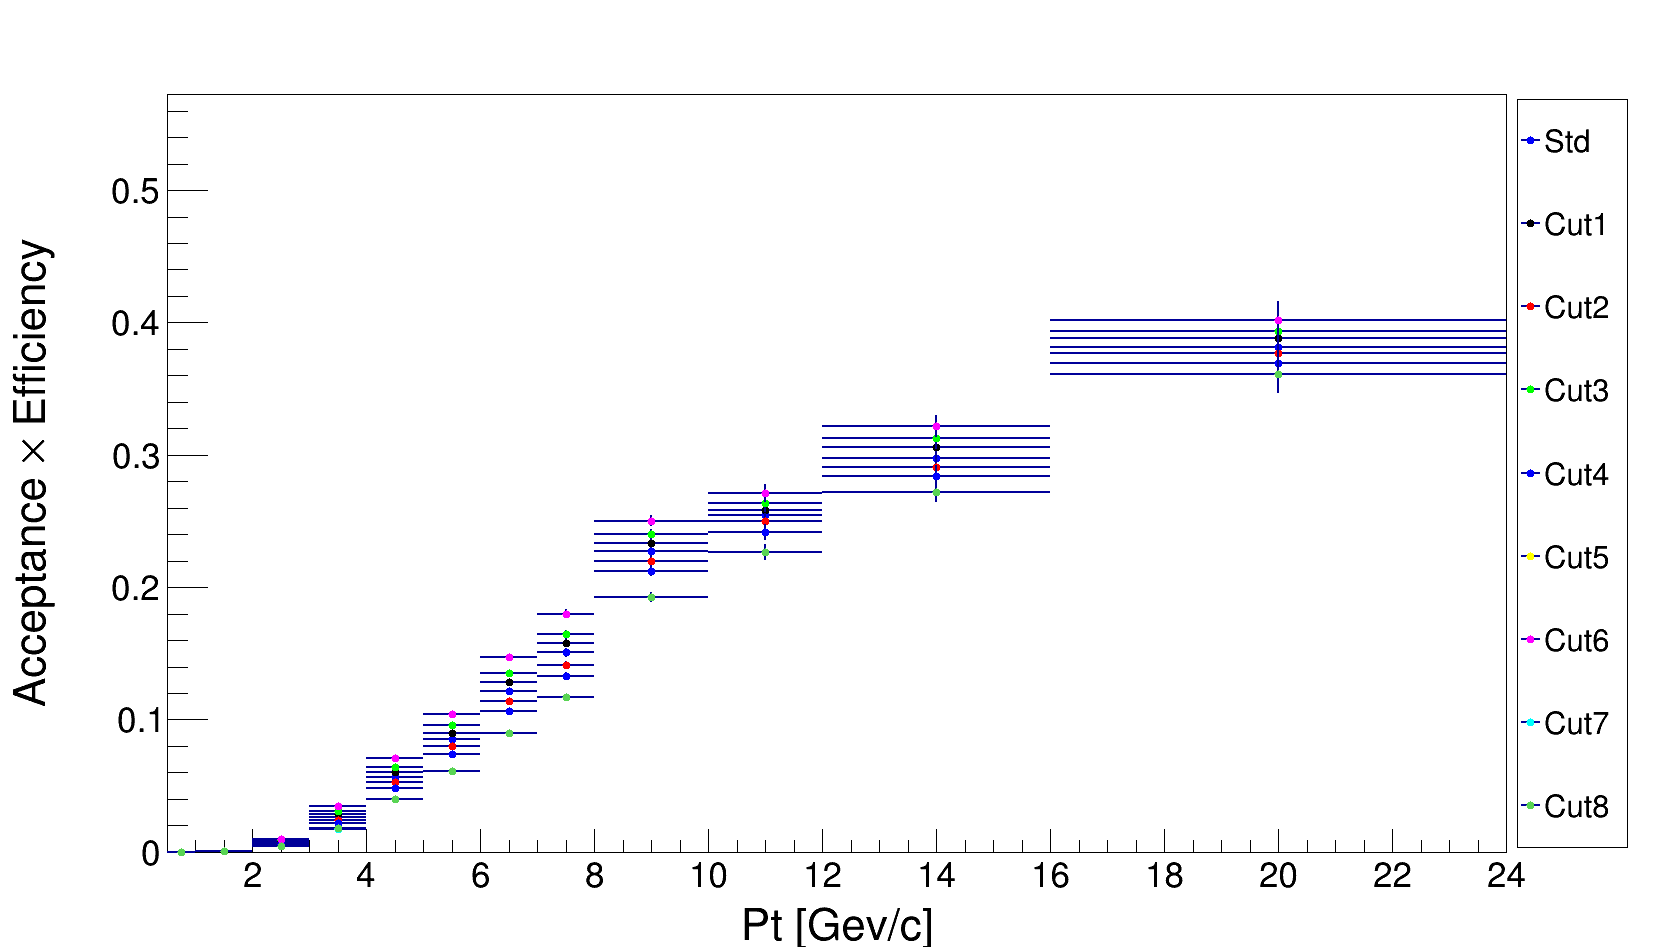 Acceptance × Efficiency
0.5
0.4
0.3
0.2
0.1
0
2 4 6 8 10 12 14 16 18 20 22 24
Pt [Gev/c]
Std
Cut1
Cut2
Cut3
Cut4
Cut5
Cut6
Cut7
Cut8